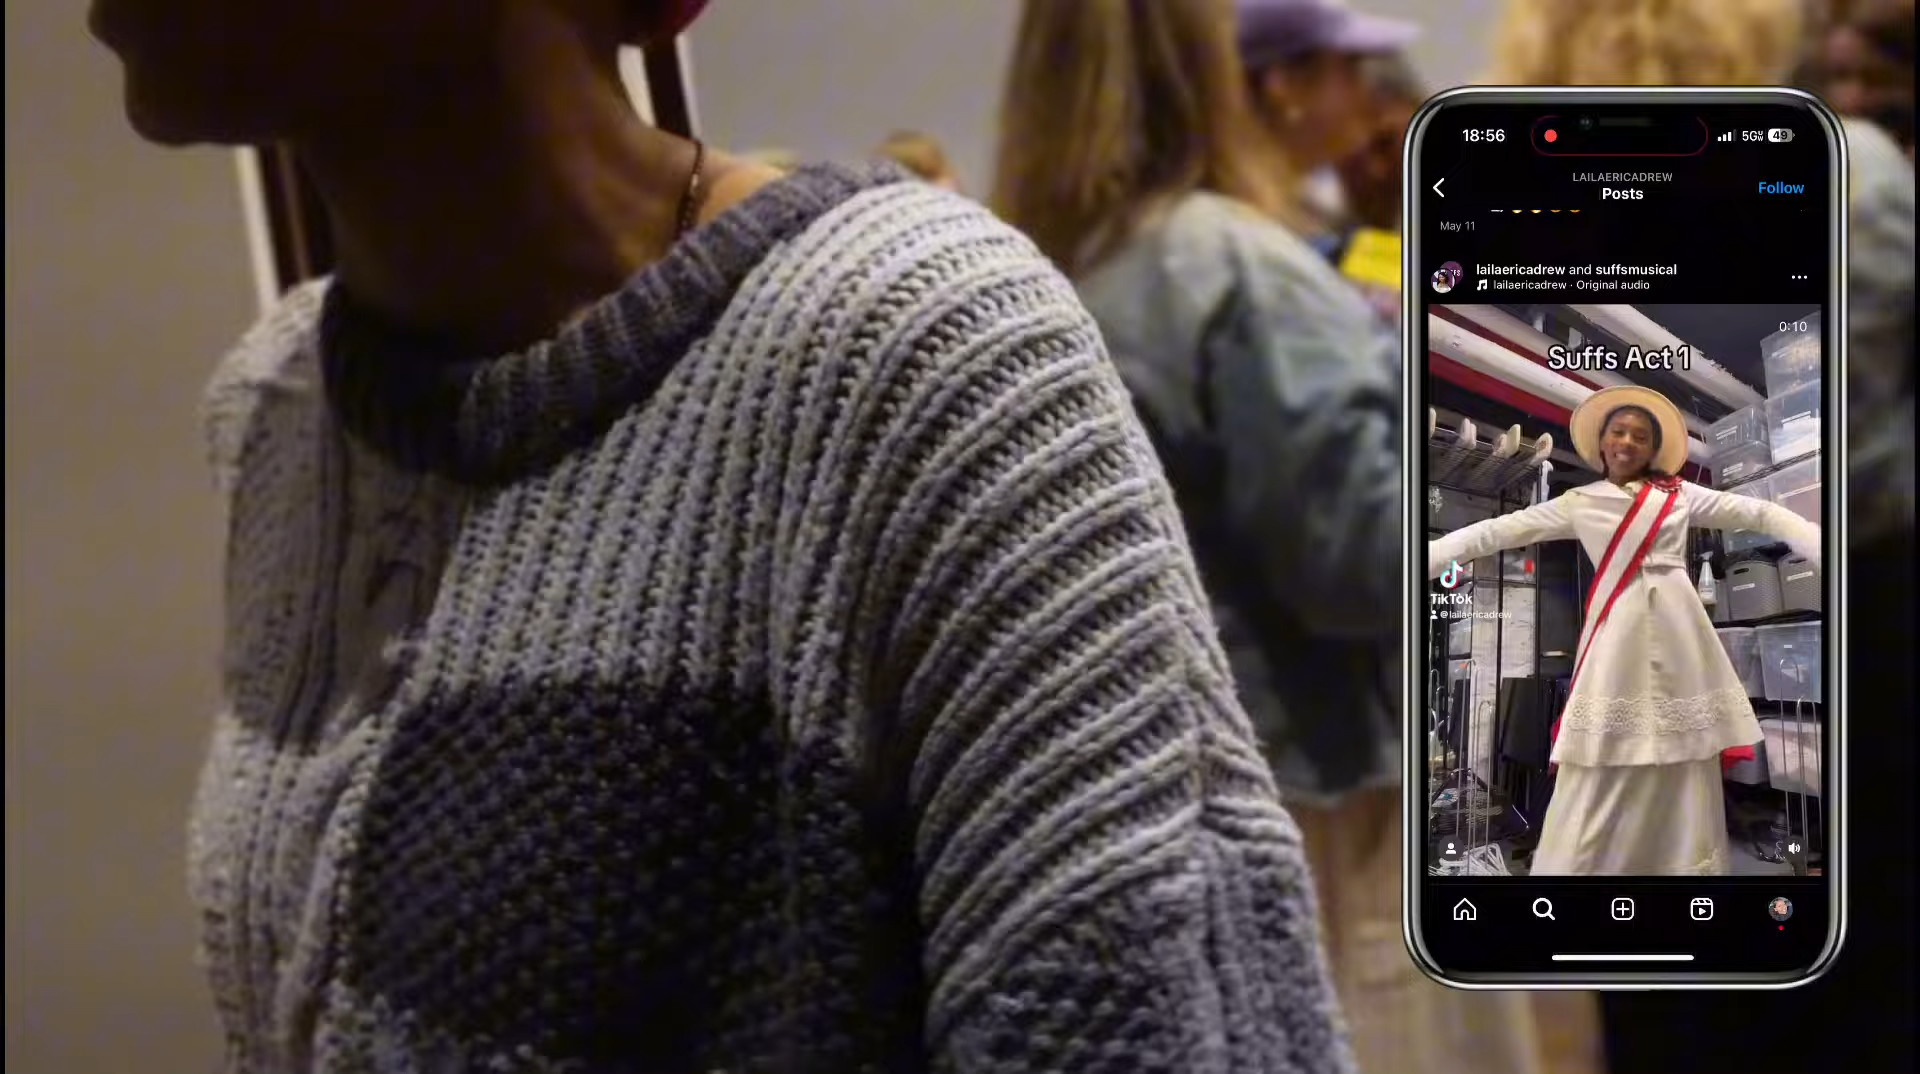 18:56
5G
49
LAILAERICADREW
Posts
Follow
May 11
lailaericadrew and suffsmusical
lailaericadrew · Original audio
0:10
Suffs Act 1
TikTok
@lailaericadrew